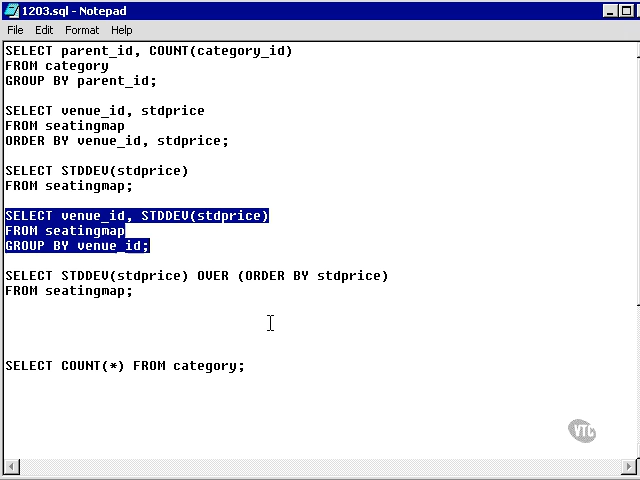 1203.sql - Notepad
File Edit Format Help
SELECT parent_id, COUNT(category_id)
FROM category
GROUP BY parent_id;
SELECT venue_id, stdprice
FROM seatingmap
ORDER BY venue_id, stdprice;
SELECT STDDEV(stdprice)
FROM seatingmap;
SELECT venue_id, STDDEV(stdprice)
FROM seatingmap
GROUP BY venue_id;
SELECT STDDEV(stdprice) OVER (ORDER BY stdprice)
FROM seatingmap;
SELECT COUNT(*) FROM category;
VTC